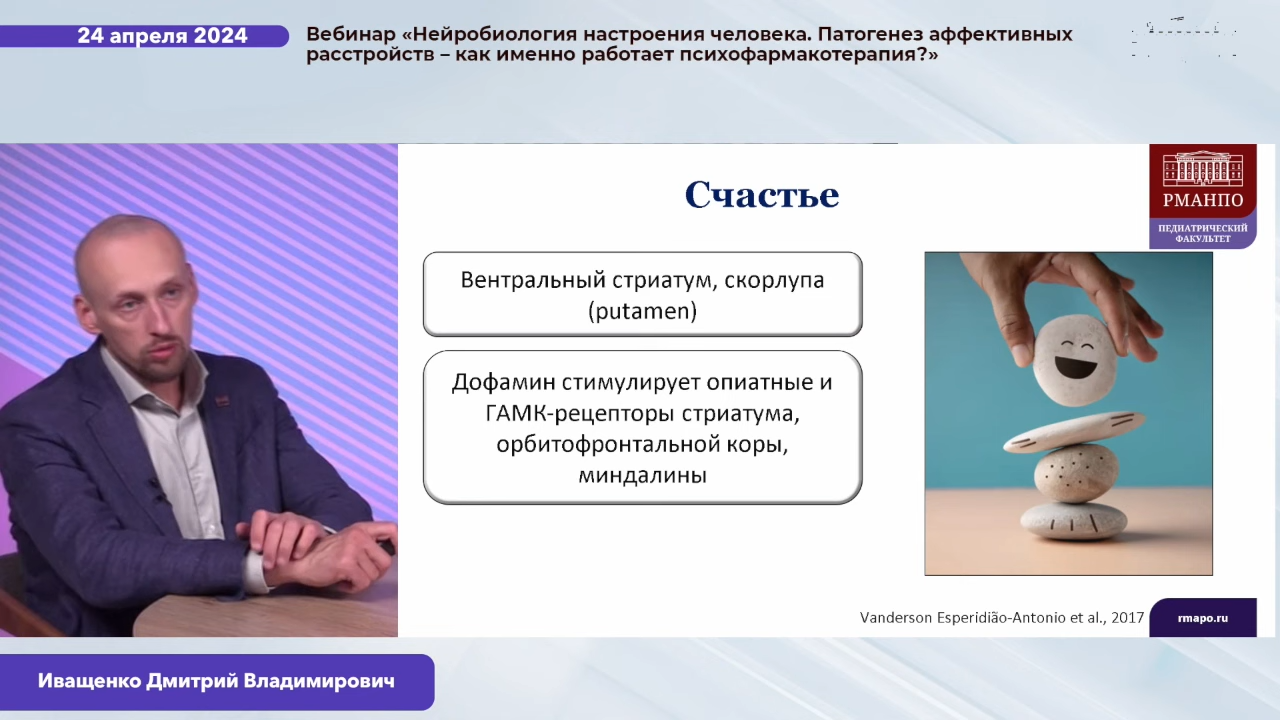 24 апреля 2024
Вебинар «Нейробиология настроения человека. Патогенез аффективных
расстройств – как именно работает психофармакотерапия?»
Счастье
РМАНПО
ПЕДИАТРИЧЕСКИЙ
ФАКУЛЬТЕТ
Вентральный стриатум, скорлупа
(putamen)
Дофамин стимулирует опиатные и
ГАМК-рецепторы стриатума,
орбитофронтальной коры,
миндалины
Vanderson Esperidião-Antonio et al., 2017
rmapo.ru
Иващенко Дмитрий Владимирович